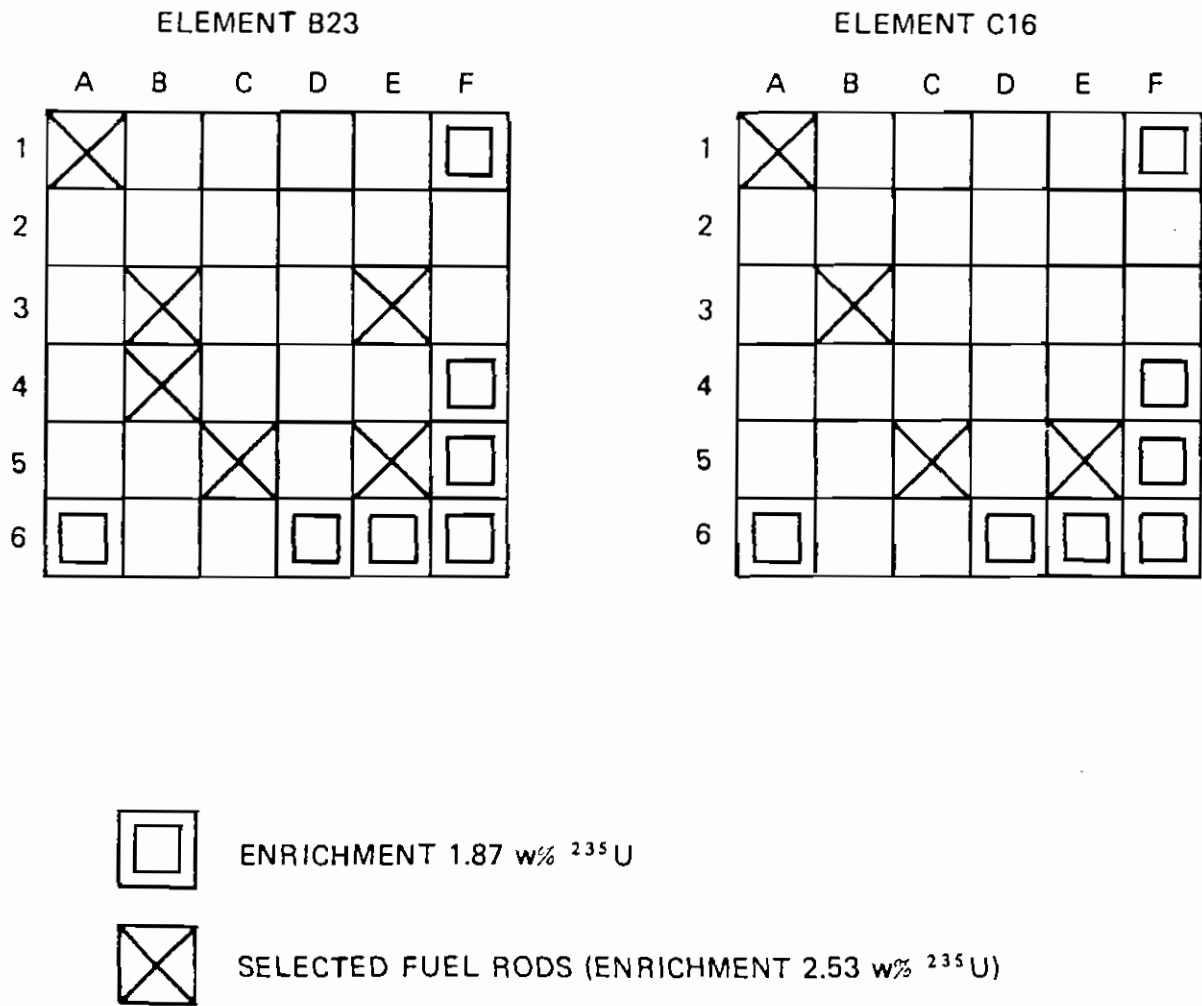 ELEMENT B23
A B C D E F
1
2
3
4
5
6
ELEMENT C16
A B C D E F
1
2
3
4
5
6
ENRICHMENT 1.87 w% ²³⁵U
SELECTED FUEL RODS (ENRICHMENT 2.53 w% ²³⁵U)